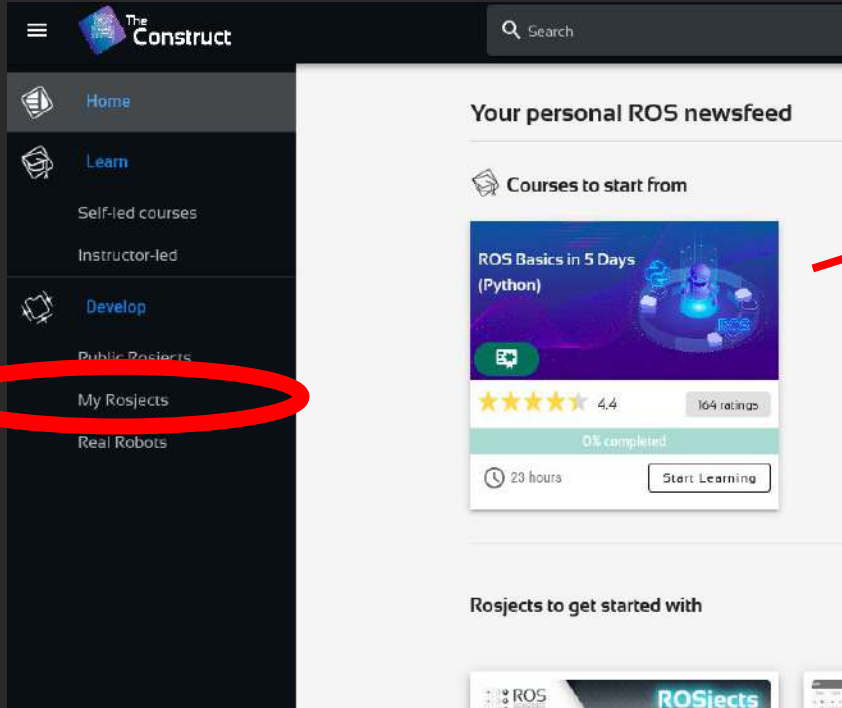 The
Construct
Search
Home
Learn
Self-led courses
Instructor-led
Develop
Public Rosjects
My Rosjects
Real Robots
Your personal ROS newsfeed
Courses to start from
ROS Basics in 5 Days
(Python)
ROS
4.4
164 ratings
0% completed
23 hours
Start Learning
Rosjects to get started with
ROS
ROSjects